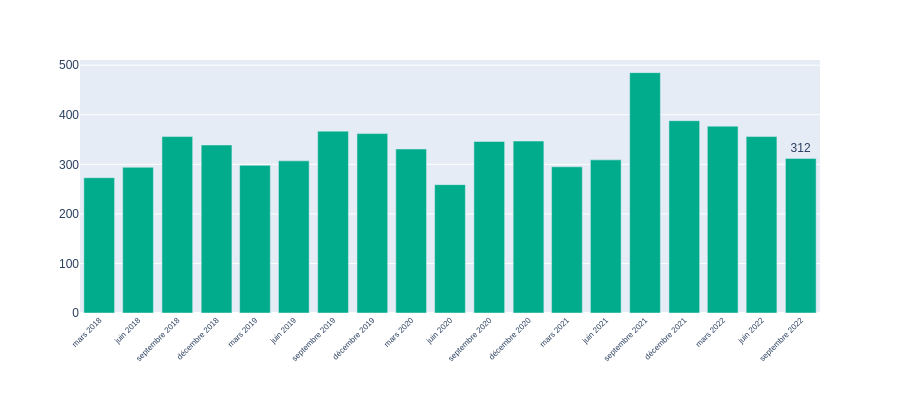 500
400
300
200
100
0
312
mars 2018
juin 2018
septembre 2018
décembre 2018
mars 2019
juin 2019
septembre 2019
décembre 2019
mars 2020
juin 2020
septembre 2020
décembre 2020
mars 2021
juin 2021
septembre 2021
décembre 2021
mars 2022
juin 2022
septembre 2022